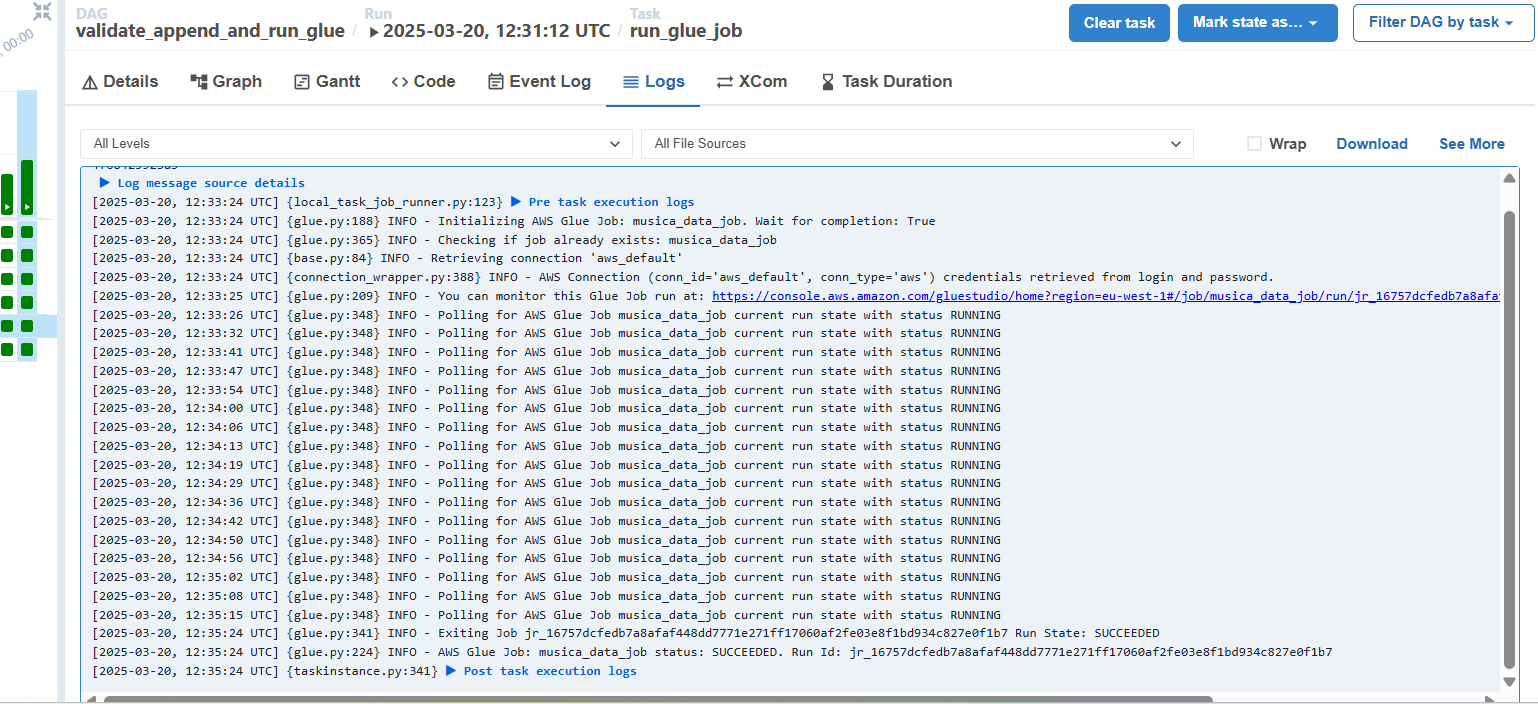 DAG
Run
Task
validate_append_and_run_glue / 2025-03-20, 12:31:12 UTC / run_glue_job
Clear task
Mark state as...
Filter DAG by task
, 00:00
Details
Graph
Gantt
Code
Event Log
Logs
XCom
Task Duration
All Levels
All File Sources
Wrap
Download
See More
Log message source details
[2025-03-20, 12:33:24 UTC] {local_task_job_runner.py:123} ▶ Pre task execution logs
[2025-03-20, 12:33:24 UTC] {glue.py:188} INFO - Initializing AWS Glue Job: musica_data_job. Wait for completion: True
[2025-03-20, 12:33:24 UTC] {glue.py:365} INFO - Checking if job already exists: musica_data_job
[2025-03-20, 12:33:24 UTC] {base.py:84} INFO - Retrieving connection 'aws_default'
[2025-03-20, 12:33:24 UTC] {connection_wrapper.py:388} INFO - AWS Connection (conn_id='aws_default', conn_type='aws') credentials retrieved from login and password.
[2025-03-20, 12:33:25 UTC] {glue.py:209} INFO - You can monitor this Glue Job run at: https://console.aws.amazon.com/gluestudio/home?region=eu-west-1#/job/musica_data_job/run/jr_16757dcfedb7a8afa
[2025-03-20, 12:33:26 UTC] {glue.py:348} INFO - Polling for AWS Glue Job musica_data_job current run state with status RUNNING
[2025-03-20, 12:33:32 UTC] {glue.py:348} INFO - Polling for AWS Glue Job musica_data_job current run state with status RUNNING
[2025-03-20, 12:33:41 UTC] {glue.py:348} INFO - Polling for AWS Glue Job musica_data_job current run state with status RUNNING
[2025-03-20, 12:33:47 UTC] {glue.py:348} INFO - Polling for AWS Glue Job musica_data_job current run state with status RUNNING
[2025-03-20, 12:33:54 UTC] {glue.py:348} INFO - Polling for AWS Glue Job musica_data_job current run state with status RUNNING
[2025-03-20, 12:34:00 UTC] {glue.py:348} INFO - Polling for AWS Glue Job musica_data_job current run state with status RUNNING
[2025-03-20, 12:34:06 UTC] {glue.py:348} INFO - Polling for AWS Glue Job musica_data_job current run state with status RUNNING
[2025-03-20, 12:34:13 UTC] {glue.py:348} INFO - Polling for AWS Glue Job musica_data_job current run state with status RUNNING
[2025-03-20, 12:34:19 UTC] {glue.py:348} INFO - Polling for AWS Glue Job musica_data_job current run state with status RUNNING
[2025-03-20, 12:34:29 UTC] {glue.py:348} INFO - Polling for AWS Glue Job musica_data_job current run state with status RUNNING
[2025-03-20, 12:34:36 UTC] {glue.py:348} INFO - Polling for AWS Glue Job musica_data_job current run state with status RUNNING
[2025-03-20, 12:34:42 UTC] {glue.py:348} INFO - Polling for AWS Glue Job musica_data_job current run state with status RUNNING
[2025-03-20, 12:34:50 UTC] {glue.py:348} INFO - Polling for AWS Glue Job musica_data_job current run state with status RUNNING
[2025-03-20, 12:34:56 UTC] {glue.py:348} INFO - Polling for AWS Glue Job musica_data_job current run state with status RUNNING
[2025-03-20, 12:35:02 UTC] {glue.py:348} INFO - Polling for AWS Glue Job musica_data_job current run state with status RUNNING
[2025-03-20, 12:35:08 UTC] {glue.py:348} INFO - Polling for AWS Glue Job musica_data_job current run state with status RUNNING
[2025-03-20, 12:35:15 UTC] {glue.py:348} INFO - Polling for AWS Glue Job musica_data_job current run state with status RUNNING
[2025-03-20, 12:35:24 UTC] {glue.py:341} INFO - Exiting Job jr_16757dcfedb7a8afaf448dd7771e271ff17060af2fe03e8f1bd934c827e0f1b7 Run State: SUCCEEDED
[2025-03-20, 12:35:24 UTC] {glue.py:224} INFO - AWS Glue Job: musica_data_job status: SUCCEEDED. Run Id: jr_16757dcfedb7a8afaf448dd7771e271ff17060af2fe03e8f1bd934c827e0f1b7
[2025-03-20, 12:35:24 UTC] {taskinstance.py:341} ▶ Post task execution logs